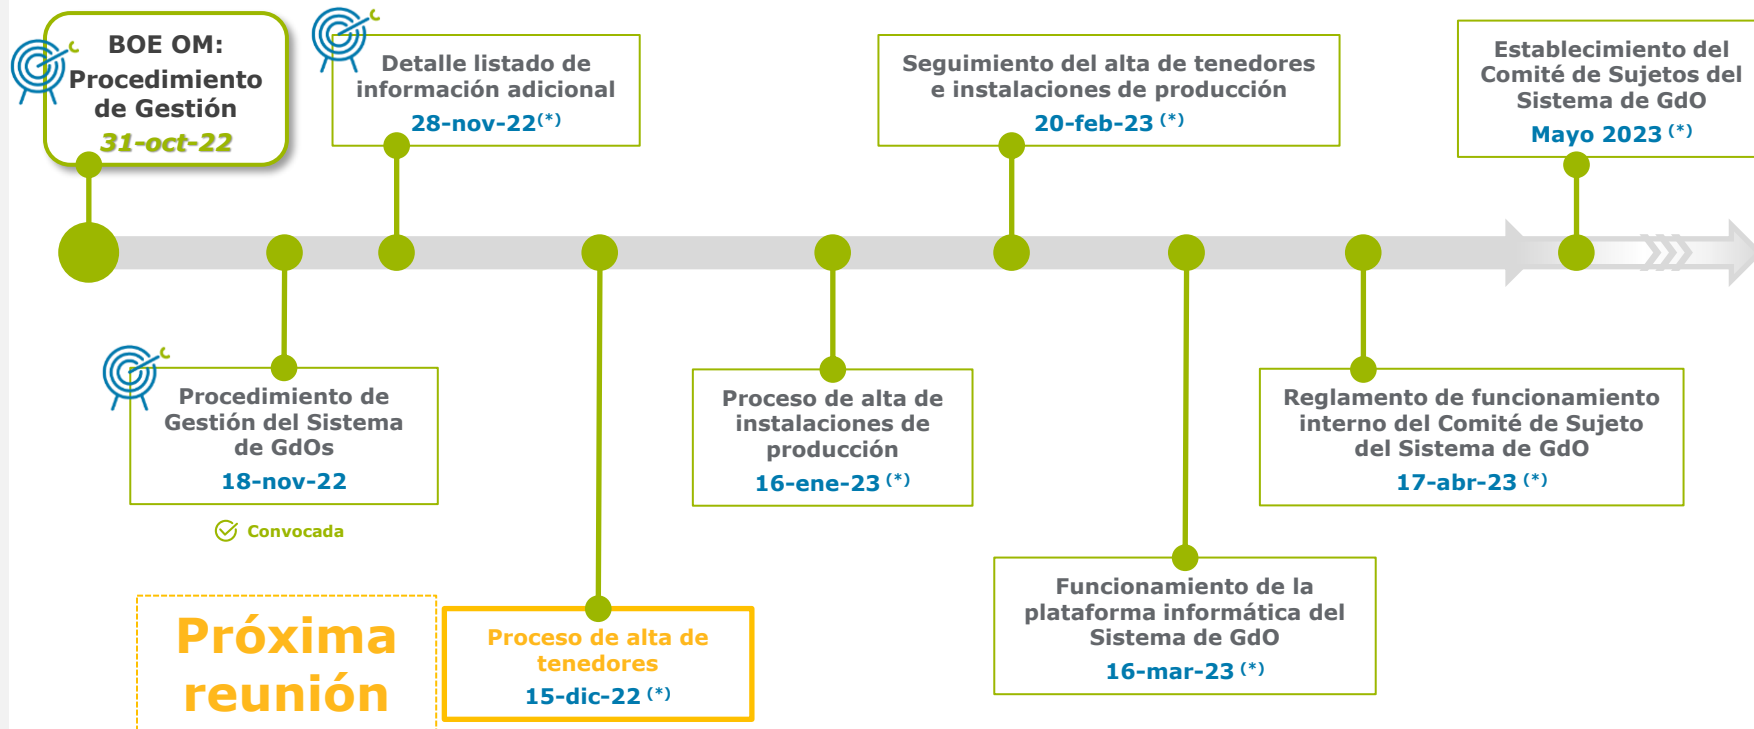 BOE OM:
Procedimiento
de Gestión
31-oct-22
Detalle listado de
información adicional
28-nov-22(*)
Seguimiento del alta de tenedores
e instalaciones de producción
20-feb-23 (*)
Establecimiento del
Comité de Sujetos del
Sistema de GdO
Mayo 2023 (*)
Procedimiento de
Gestión del Sistema
de GdOs
18-nov-22
Convocada
Próxima
reunión
Proceso de alta de
tenedores
15-dic-22 (*)
Proceso de alta de
instalaciones de
producción
16-ene-23 (*)
Funcionamiento de la
plataforma informática del
Sistema de GdO
16-mar-23 (*)
Reglamento de funcionamiento
interno del Comité de Sujeto
del Sistema de GdO
17-abr-23 (*)